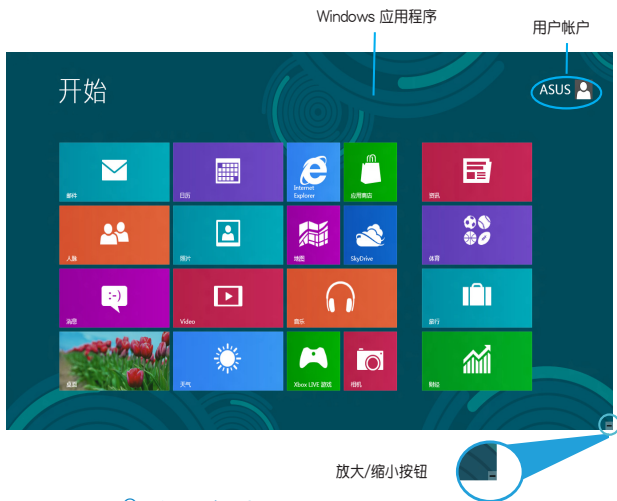 Windows 应用程序
用户帐户
开始
ASUS
邮件
日历
Internet Explorer
应用商店
资讯
人脉
照片
地图
SkyDrive
体育
消息
Video
音乐
旅行
桌面
天气
Xbox LIVE 游戏
相机
财经
放大/缩小按钮